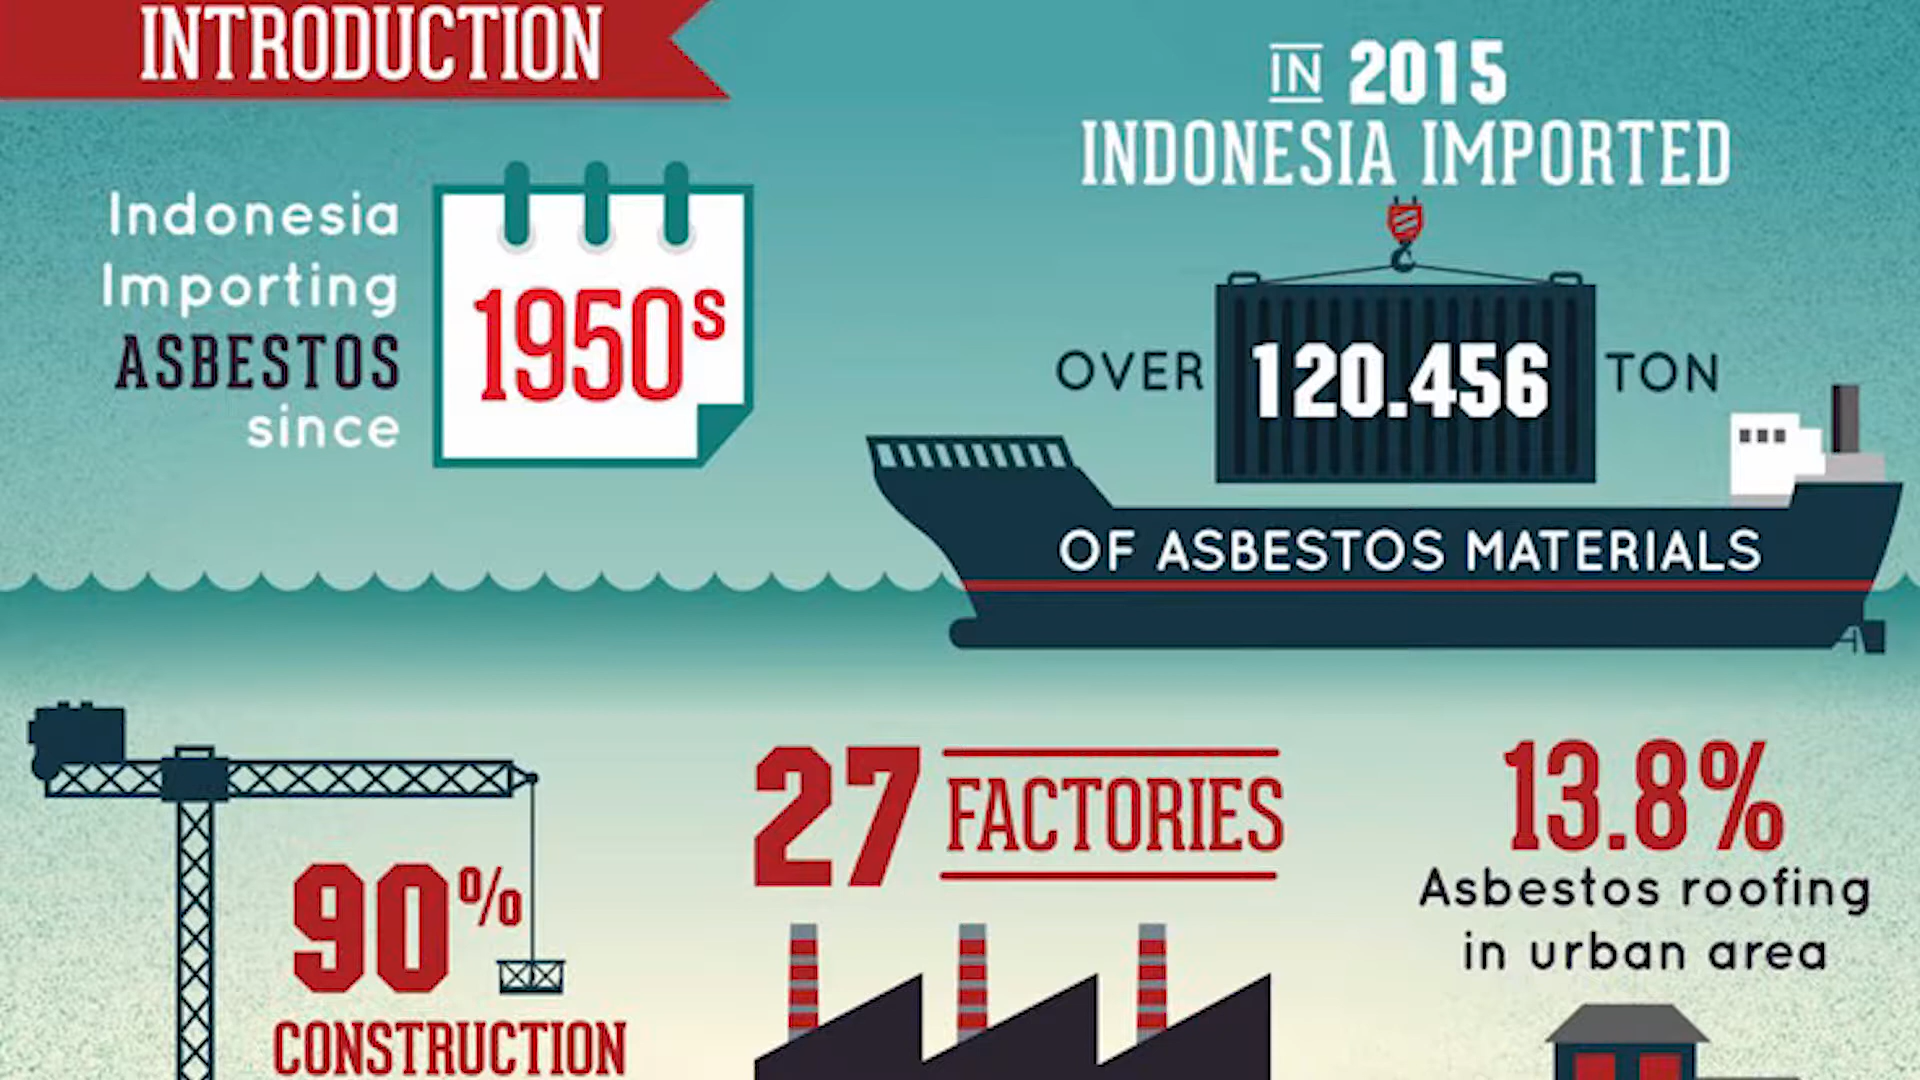 INTRODUCTION
Indonesia
Importing
ASBESTOS
since
1950s
IN 2015
INDONESIA IMPORTED
OVER 120.456 TON
OF ASBESTOS MATERIALS
90%
CONSTRUCTION
27 FACTORIES
13.8%
Asbestos roofing
in urban area